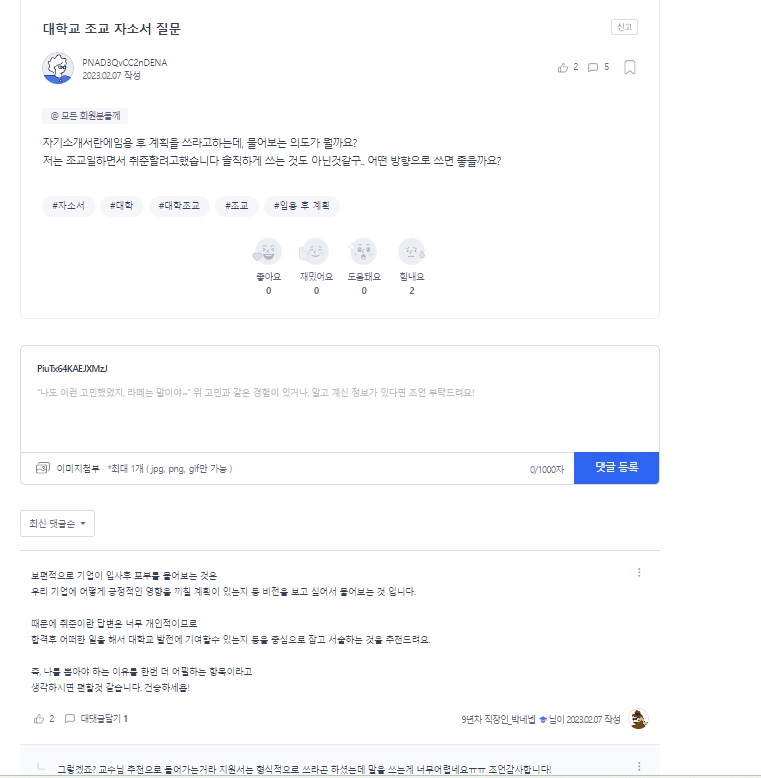 대학교 조교 자소서 질문
신고
PNAD3QvCC2nDENA
2023.02.07 작성
2 5
@ 모든 회원분들께
자기소개서란에임용 후 계획을 쓰라고하는데, 물어보는 의도가 뭘까요?
저는 조교일하면서 취준할려고했습니다 솔직하게 쓰는 것도 아닌것같구.. 어떤 방향으로 쓰면 좋을까요?
#자소서 #대학 #대학조교 #조교 #임용 후 계획
좋아요 재밌어요 도움돼요 힘내요
0 0 0 2
PiuTx64KAEJXMzJ
"나도 이런 고민했었지, 라떼는 말이야~" 위 고민과 같은 경험이 있거나, 알고 계신 정보가 있다면 조언 부탁드려요!
이미지첨부 *최대 1개 ( jpg, png, gif만 가능 ) 0/1000자 댓글 등록
최신 댓글순
보편적으로 기업이 입사후 포부를 물어보는 것은
우리 기업에 어떻게 긍정적인 영향을 끼칠 계획이 있는지 등 비전을 보고 싶어서 물어보는 것 입니다.
때문에 취준이란 답변은 너무 개인적이므로
합격후 어떠한 일을 해서 대학교 발전에 기여할수 있는지 등을 중심으로 잡고 서술하는 것을 추천드려요.
즉, 나를 뽑아야 하는 이유를 한번 더 어필하는 항목이라고
생각하시면 편할것 같습니다. 건승하세욥!
2 대댓글달기 1 9년차 직장인_박네넵 님이 2023.02.07 작성
그렇겠죠? 교수님 추천으로 들어가는거라 지원서는 형식적으로 쓰라곤 하셨는데 말을 쓰는게 너무어렵네요ㅠㅠ 조언감사합니다!